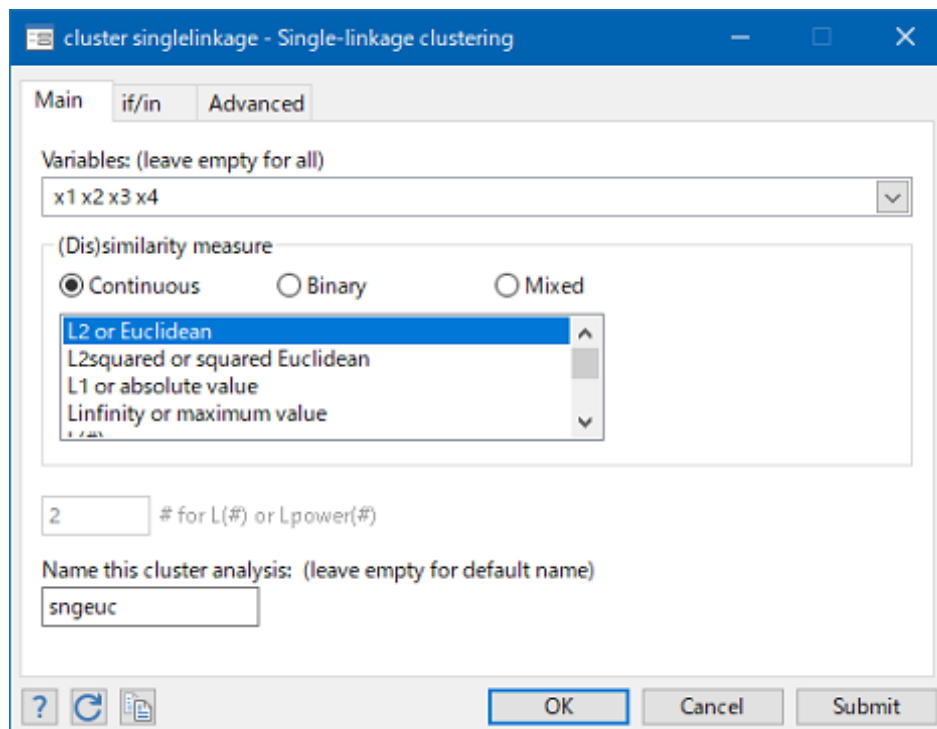 cluster singlelinkage - Single-linkage clustering
Main if/in Advanced
Variables: (leave empty for all)
x1 x2 x3 x4
(Dis)similarity measure
Continuous Binary Mixed
L2 or Euclidean
L2squared or squared Euclidean
L1 or absolute value
Linfinity or maximum value
L(#)
2 # for L(#) or Lpower(#)
Name this cluster analysis: (leave empty for default name)
sngeuc
? OK Cancel Submit